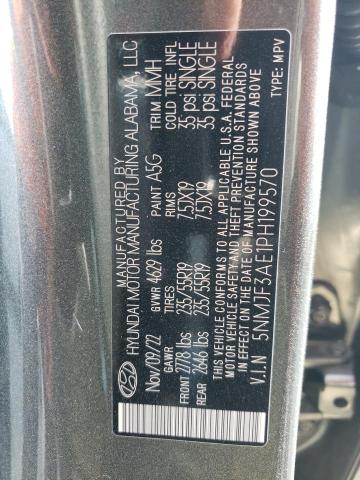 MANUFACTURED BY
HYUNDAI MOTOR MANUFACTURING ALABAMA, LLC
Nov/09/22 GVWR 4629 lbs PAINT A5G TRIM MMH
GAWR TIRES RIMS COLD TIRE INFL
FRONT 2778 lbs 235/55R19 7.5JX19 35 psi SINGLE
REAR 2646 lbs 235/55R19 7.5JX19 35 psi SINGLE
THIS VEHICLE CONFORMS TO ALL APPLICABLE U.S.A. FEDERAL
MOTOR VEHICLE SAFETY AND THEFT PREVENTION STANDARDS
IN EFFECT ON THE DATE OF MANUFACTURE SHOWN ABOVE.
V.I.N 5NMJF3AE1PH199570 TYPE: MPV